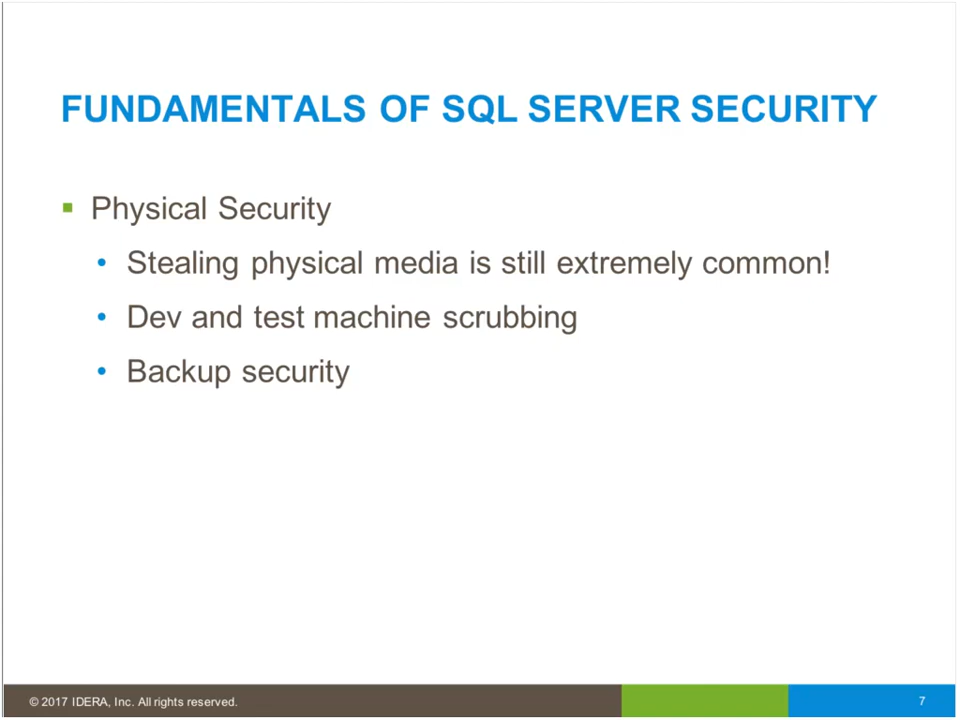 FUNDAMENTALS OF SQL SERVER SECURITY
Physical Security
Stealing physical media is still extremely common!
Dev and test machine scrubbing
Backup security
© 2017 IDERA, Inc. All rights reserved.
7